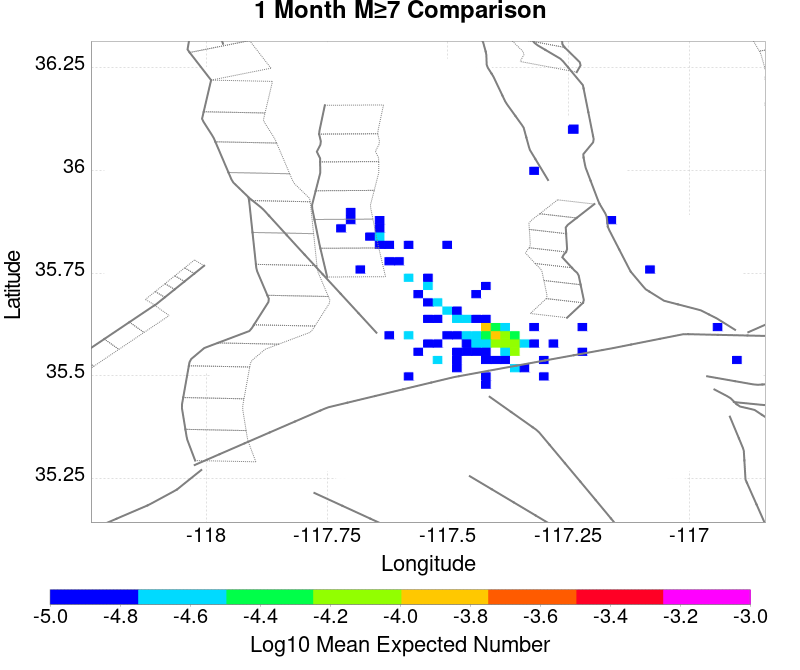 1 Month M≥7 Comparison
36.25
36
35.75
35.5
35.25
Latitude
-118
-117.75
-117.5
-117.25
-117
Longitude
-5.0 -4.8 -4.6 -4.4 -4.2 -4.0 -3.8 -3.6 -3.4 -3.2 -3.0
Log10 Mean Expected Number